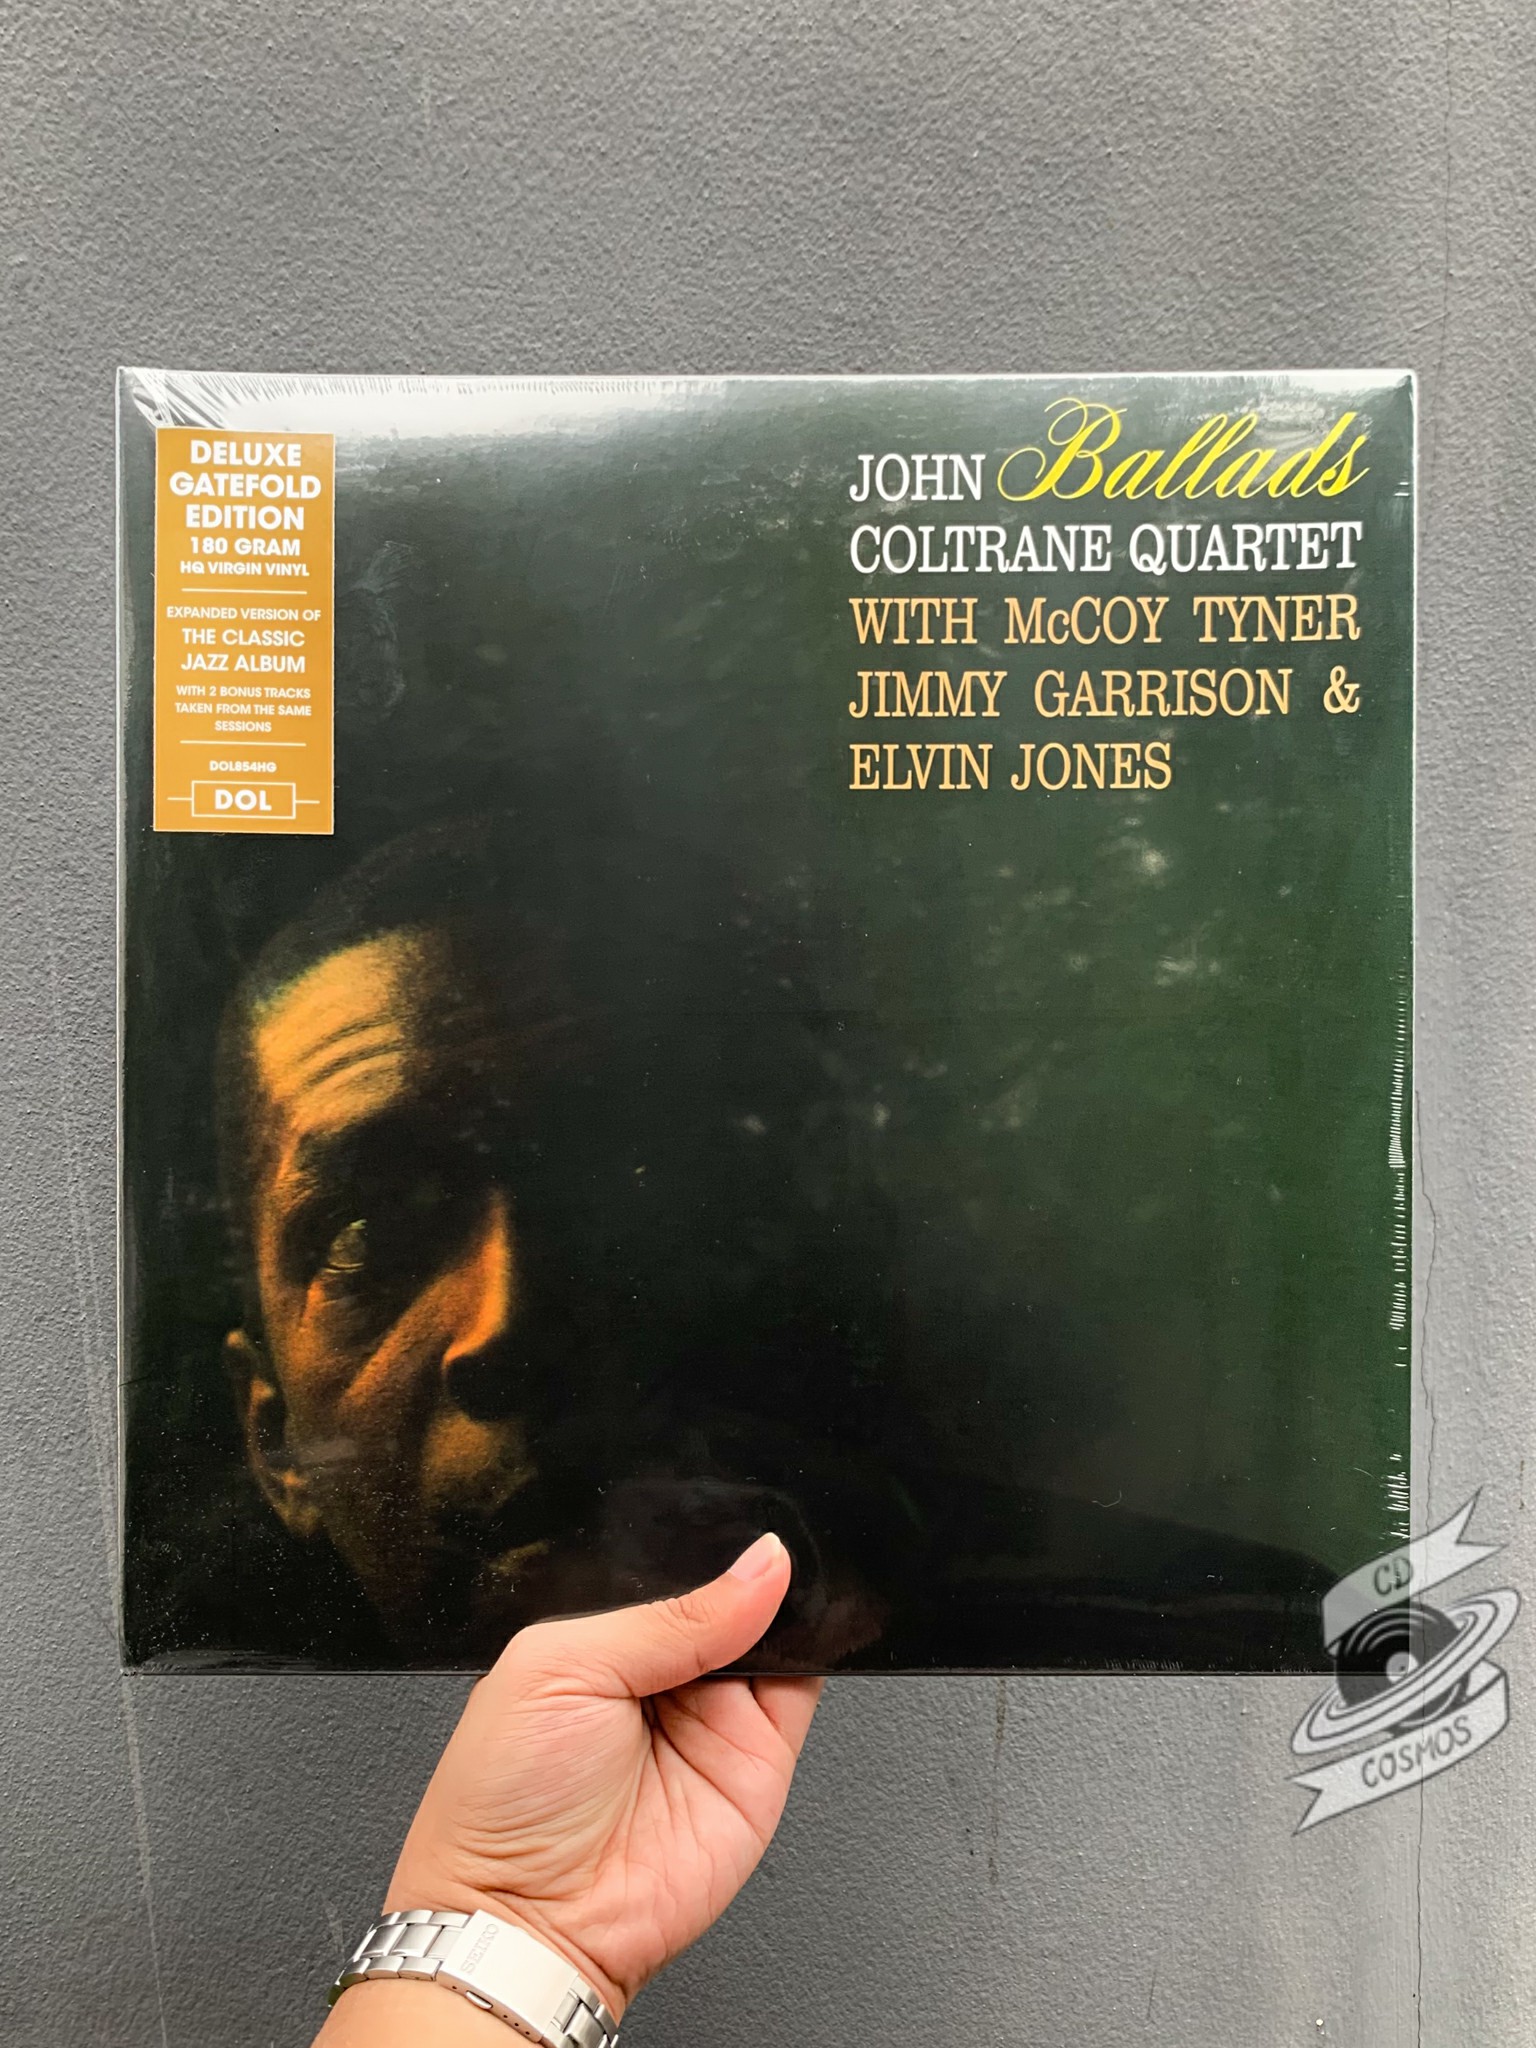 DELUXE
GATEFOLD
EDITION
180 GRAM
HQ VIRGIN VINYL
EXPANDED VERSION OF
THE CLASSIC
JAZZ ALBUM
WITH 2 BONUS TRACKS
TAKEN FROM THE SAME
SESSIONS
DOL854HG
DOL
JOHN Ballads
COLTRANE QUARTET
WITH McCOY TYNER
JIMMY GARRISON &
ELVIN JONES
CD
COSMOS
SEIKO